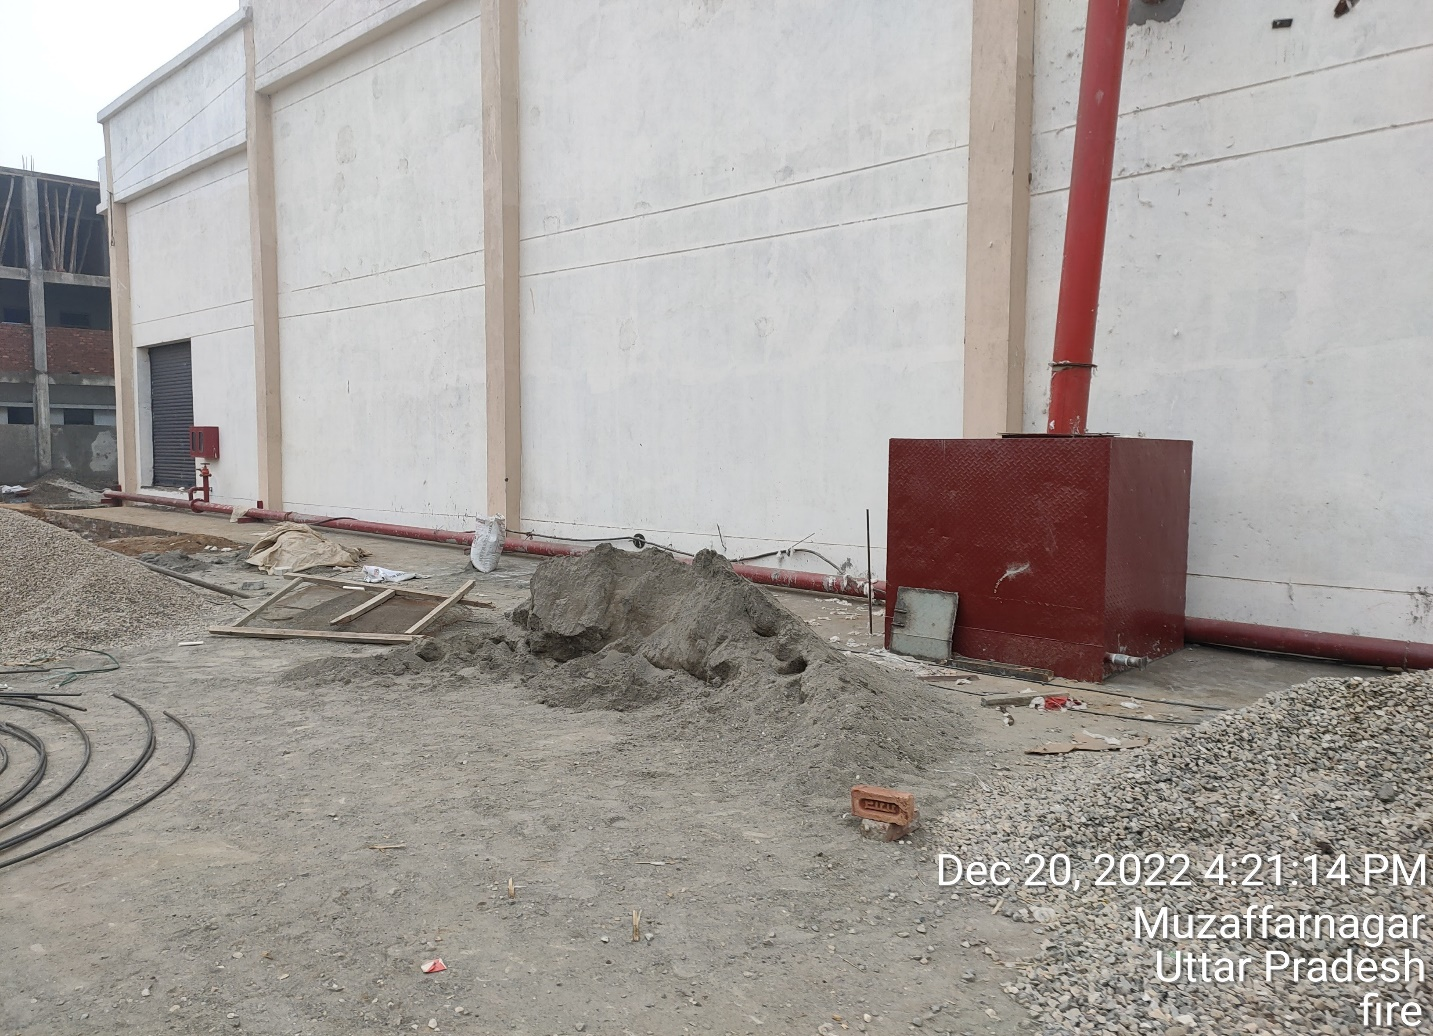 Dec 20, 2022 4:21:14 PM
Muzaffarnagar
Uttar Pradesh
fire